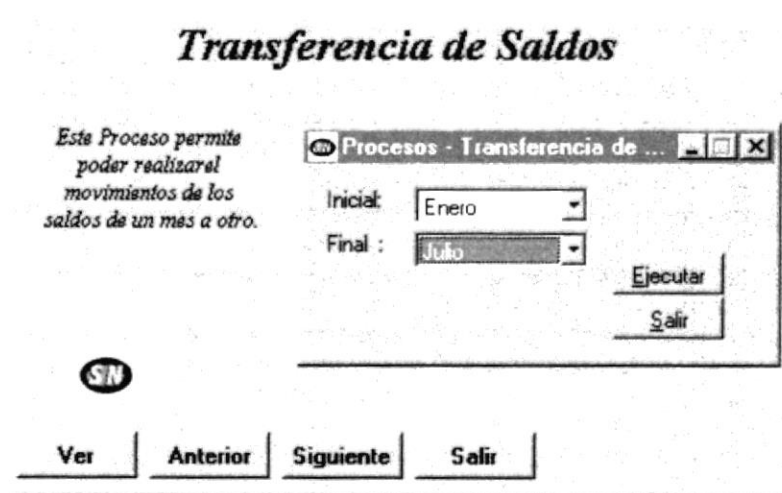 Transferencia de Saldos
Este Proceso permite
poder realizarel
movimientos de los
saldos de un mes a otro.
Procesos - Transferencia de ...
Inicial:
Enero
Final :
Julio
Ejecutar
Salir
SN
Ver
Anterior
Siguiente
Salir